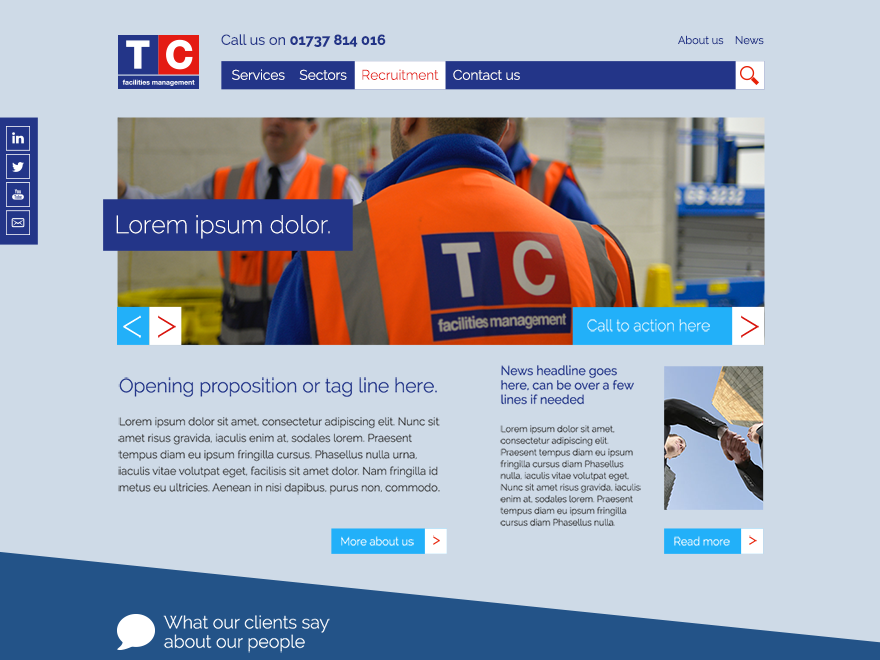 TC
facilities management
Call us on 01737 814 016
About us News
Services Sectors Recruitment Contact us
in
You
Tube
Lorem ipsum dolor.
TC
facilities management
Call to action here
Opening proposition or tag line here.
Lorem ipsum dolor sit amet, consectetur adipiscing elit. Nunc sit
amet risus gravida, iaculis enim at, sodales lorem. Praesent
tempus diam eu ipsum fringilla cursus. Phasellus nulla urna,
iaculis vitae volutpat eget, facilisis sit amet dolor. Nam fringilla id
metus eu ultricies. Aenean in nisi dapibus, purus non, commodo.
More about us >
News headline goes
here, can be over a few
lines if needed
Lorem ipsum dolor sit amet,
consectetur adipiscing elit.
Praesent tempus diam eu ipsum
fringilla cursus diam Phasellus
nulla, iaculis vitae volutpat eget,
Nunc sit amet risus gravida, iaculis
enim at, sodales lorem. Praesent
tempus diam eu ipsum fringilla
cursus diam Phasellus nulla.
Read more >
What our clients say
about our people